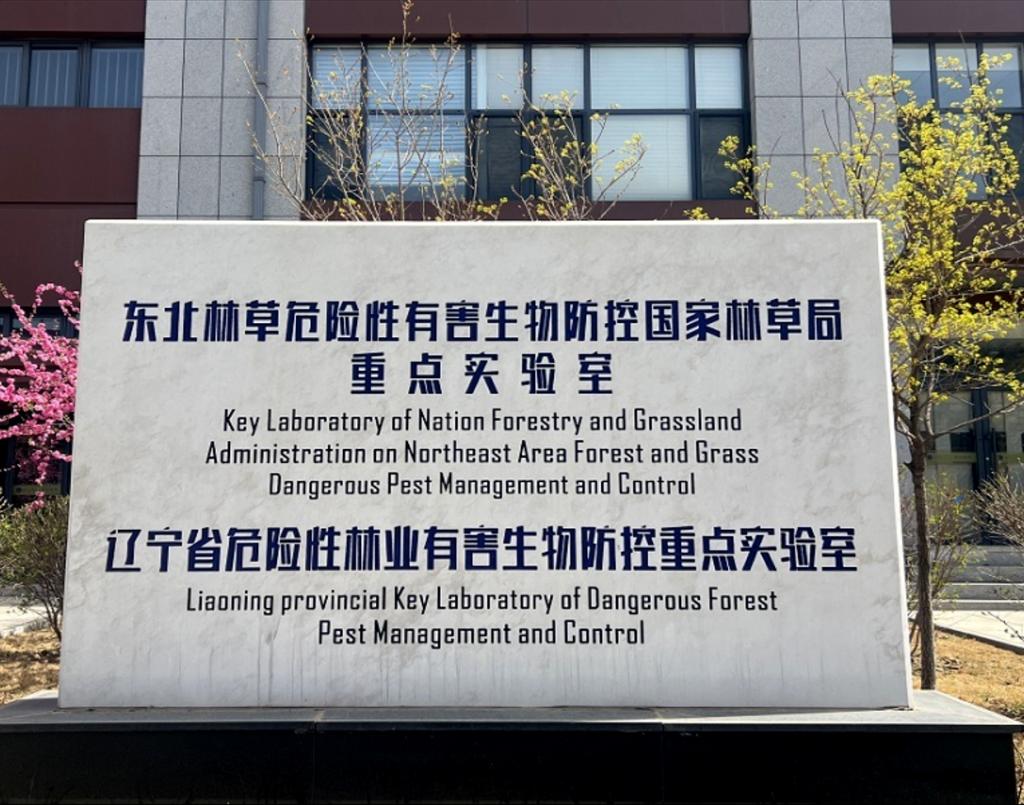 东北林草危险性有害生物防控国家林草局
重点实验室
Key Laboratory of Nation Forestry and Grassland
Administration on Northeast Area Forest and Grass
Dangerous Pest Management and Control
辽宁省危险性林业有害生物防控重点实验室
Liaoning provincial Key Laboratory of Dangerous Forest
Pest Management and Control